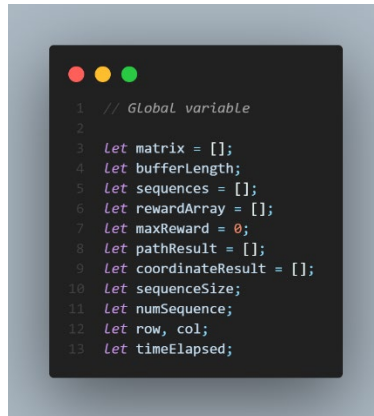 1 // Global variable
2
3 let matrix = [];
4 let bufferLength;
5 let sequences = [];
6 let rewardArray = [];
7 let maxReward = 0;
8 let pathResult = [];
9 let coordinateResult = [];
10 let sequenceSize;
11 let numSequence;
12 let row, col;
13 let timeElapsed;